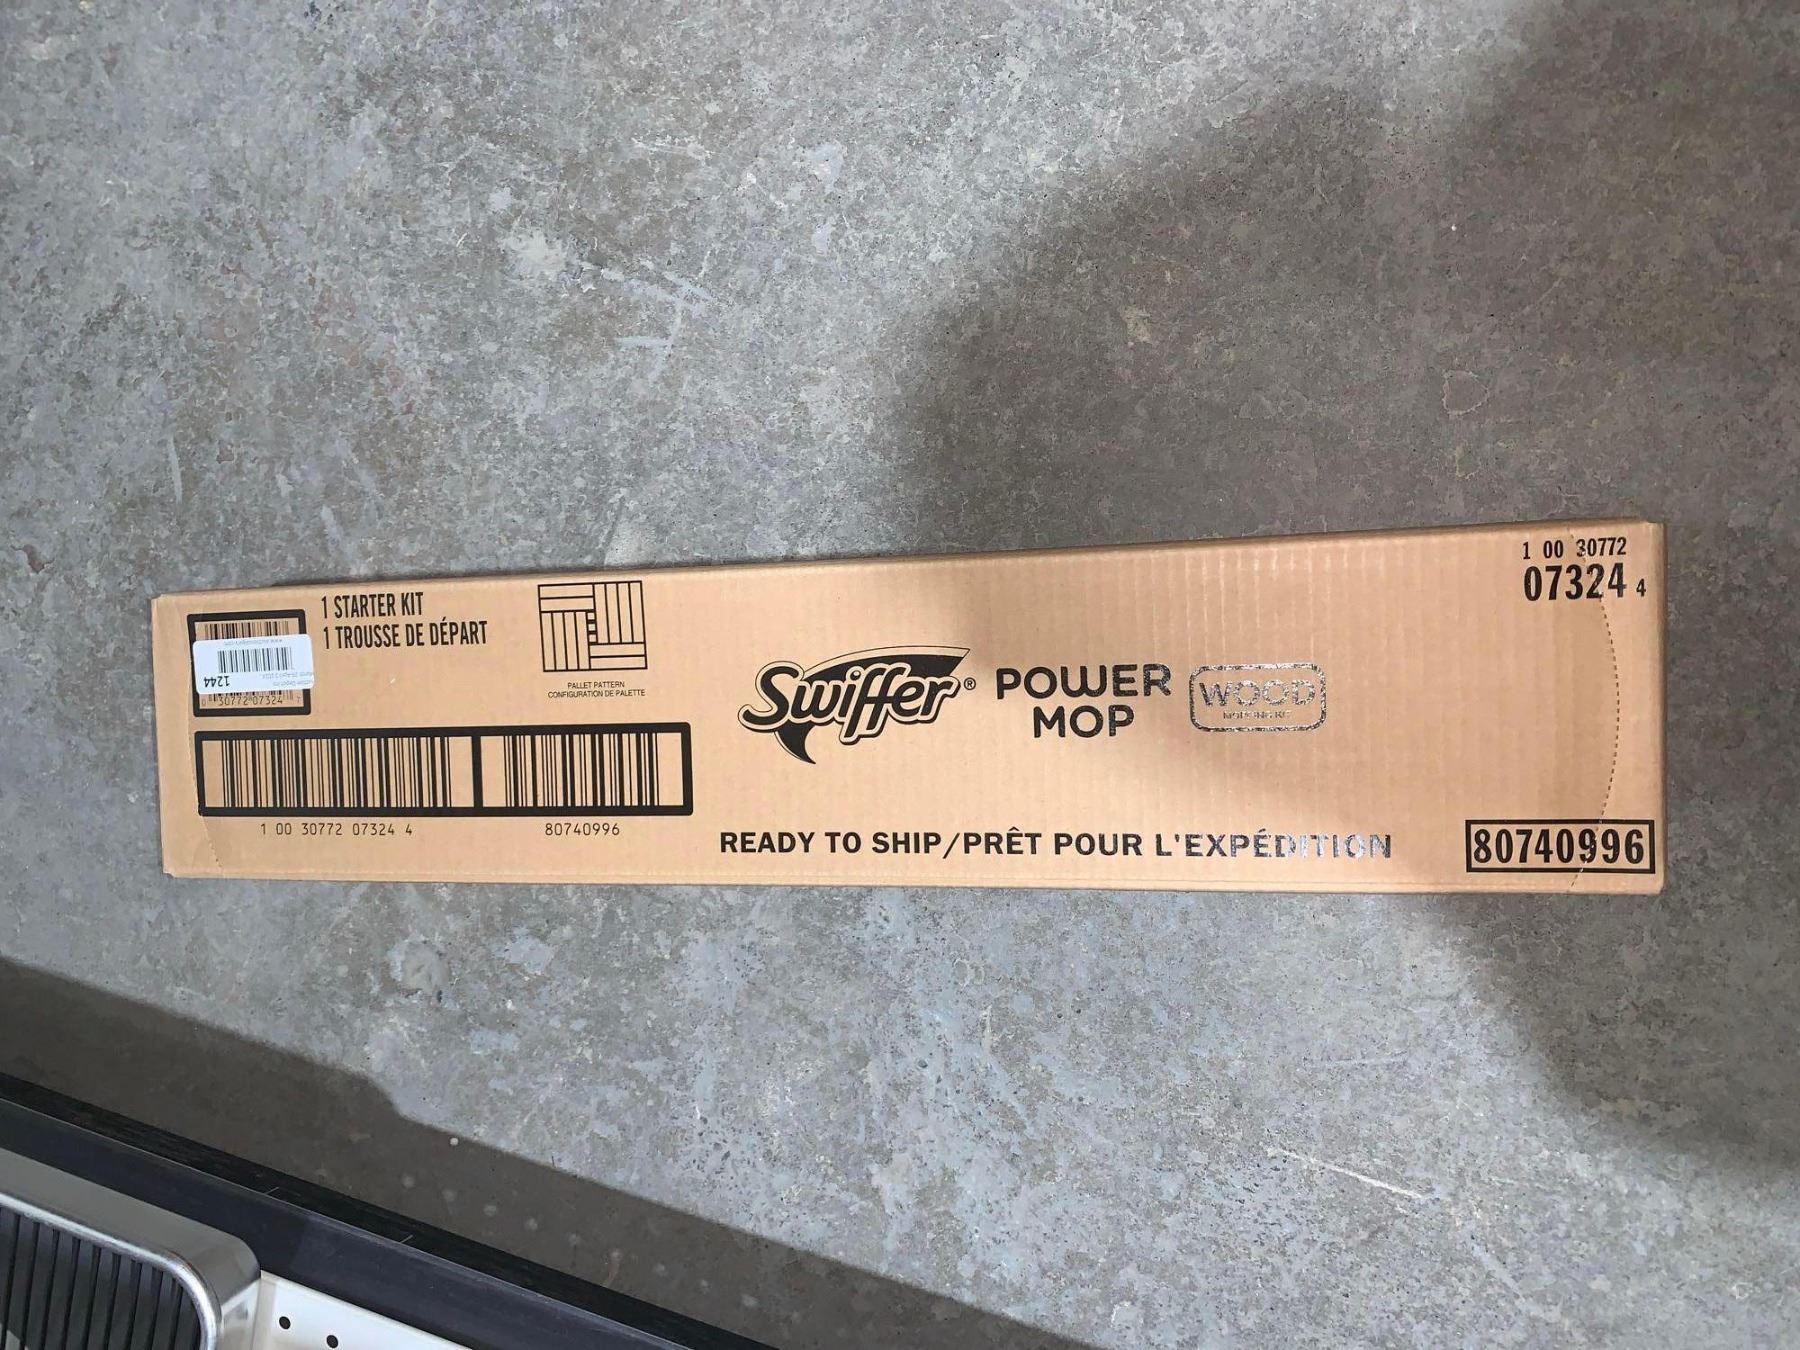 1 STARTER KIT
1 TROUSSE DE DÉPART
PALLET PATTERN
CONFIGURATION DE PALETTE
1244
30772 07324
1 00 30772 07324 4
80740996
Swiffer® POWER MOP WOOD
READY TO SHIP/PRÊT POUR L'EXPÉDITION
1 00 30772
07324 4
80740996